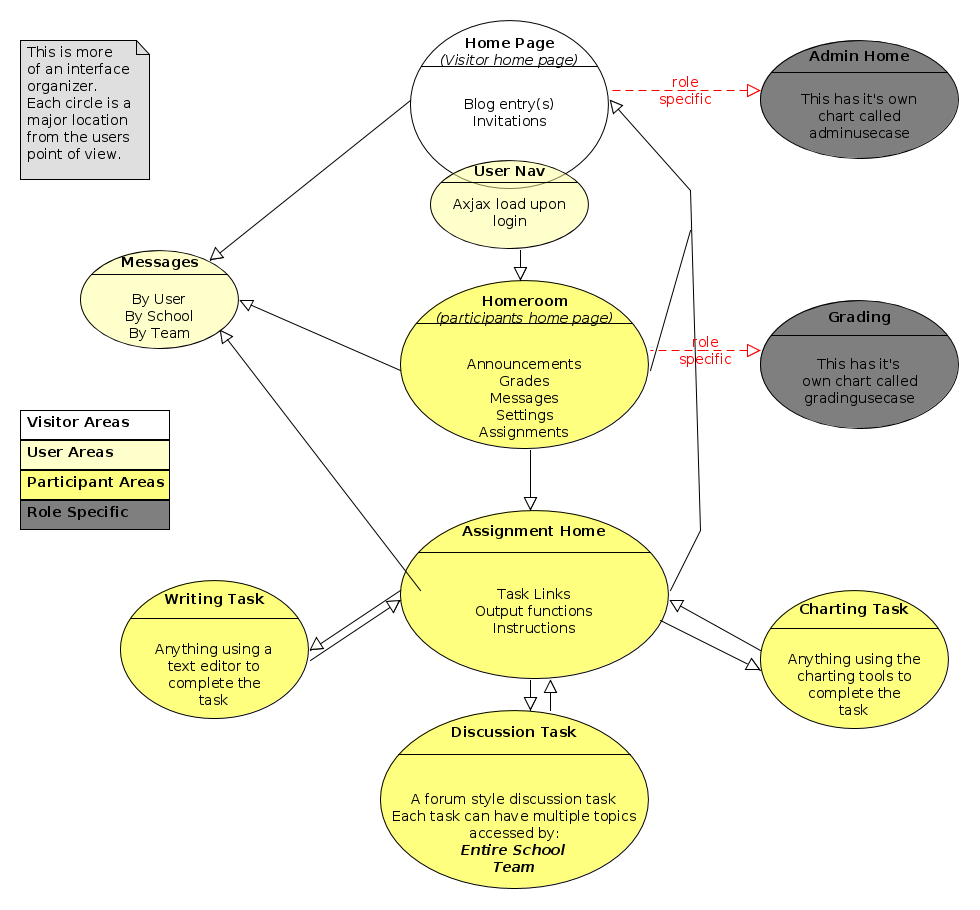 This is more
of an interface
organizer.
Each circle is a
major location
from the users
point of view.
Home Page
(Visitor home page)
Blog entry(s)
Invitations
role
specific
Admin Home
This has it's own
chart called
adminusecase
User Nav
Axjax load upon
login
Messages
By User
By School
By Team
Homeroom
(participants home page)
Announcements
Grades
Messages
Settings
Assignments
role
specific
Grading
This has it's
own chart called
gradingusecase
Visitor Areas
User Areas
Participant Areas
Role Specific
Assignment Home
Task Links
Output functions
Instructions
Writing Task
Anything using a
text editor to
complete the
task
Charting Task
Anything using the
charting tools to
complete the
task
Discussion Task
A forum style discussion task
Each task can have multiple topics
accessed by:
Entire School
Team